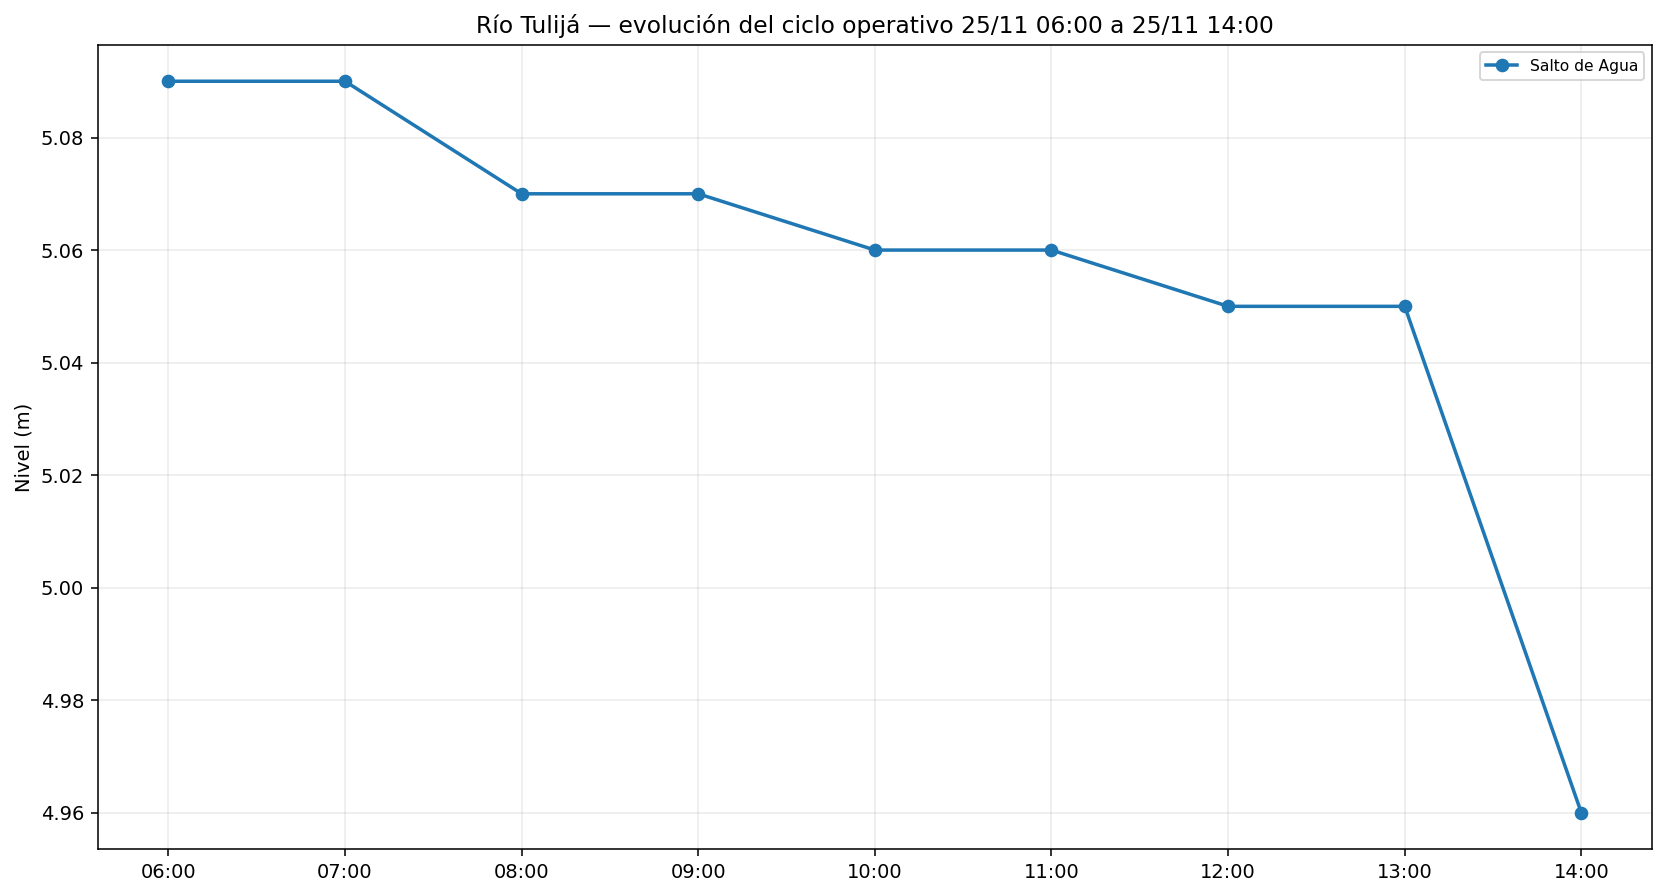 Río Tulijá — evolución del ciclo operativo 25/11 06:00 a 25/11 14:00
Salto de Agua
Nivel (m)
5.08
5.06
5.04
5.02
5.00
4.98
4.96
06:00 07:00 08:00 09:00 10:00 11:00 12:00 13:00 14:00